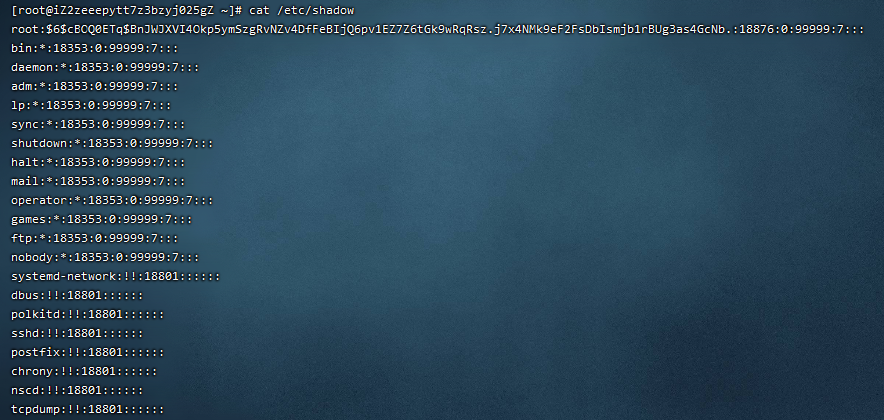 [root@iZ2zeeepytt7z3bzyj025gZ ~]# cat /etc/shadow
root:$6$cBCQ0ETq$BnJWJXVI4Okp5ymSzgRvNZv4DfFeBIjQ6pv1EZ7Z6tGk9wRqRsz.j7x4NMk9eF2FsDbIsmjb1rBUg3as4GcNb.:18876:0:99999:7:::
bin:*:18353:0:99999:7:::
daemon:*:18353:0:99999:7:::
adm:*:18353:0:99999:7:::
lp:*:18353:0:99999:7:::
sync:*:18353:0:99999:7:::
shutdown:*:18353:0:99999:7:::
halt:*:18353:0:99999:7:::
mail:*:18353:0:99999:7:::
operator:*:18353:0:99999:7:::
games:*:18353:0:99999:7:::
ftp:*:18353:0:99999:7:::
nobody:*:18353:0:99999:7:::
systemd-network:!!:18801::::::
dbus:!!:18801::::::
polkitd:!!:18801::::::
sshd:!!:18801::::::
postfix:!!:18801::::::
chrony:!!:18801::::::
nscd:!!:18801::::::
tcpdump:!!:18801::::::